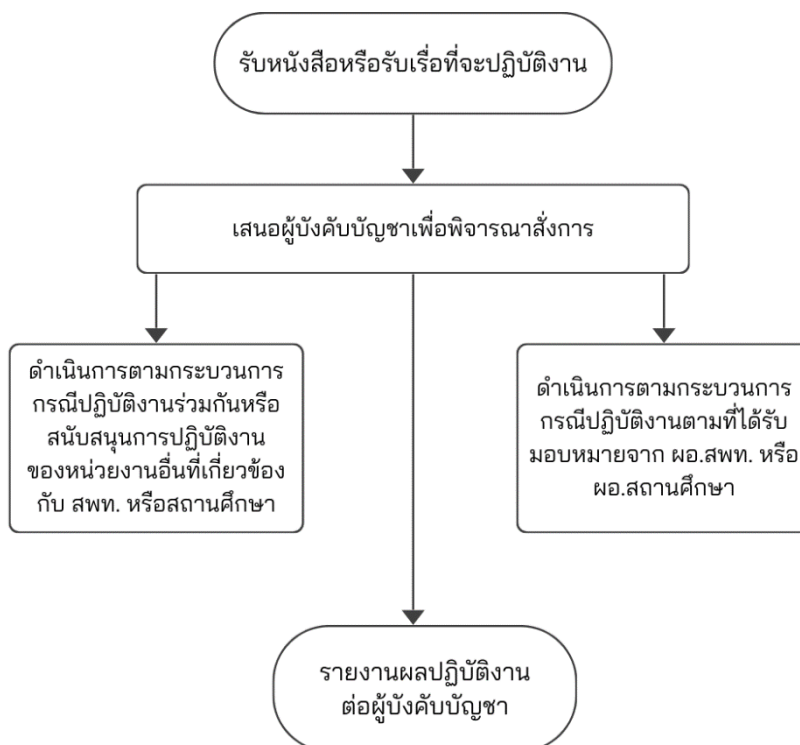 รับหนังสือหรือรับเรื่อที่จะปฏิบัติงาน
เสนอผู้บังคับบัญชาเพื่อพิจารณาสั่งการ
ดำเนินการตามกระบวนการ
กรณีปฏิบัติงานร่วมกันหรือ
สนับสนุนการปฏิบัติงาน
ของหน่วยงานอื่นที่เกี่ยวข้อง
กับ สพท. หรือสถานศึกษา
ดำเนินการตามกระบวนการ
กรณีปฏิบัติงานตามที่ได้รับ
มอบหมายจาก ผอ.สพท. หรือ
ผอ.สถานศึกษา
รายงานผลปฏิบัติงาน
ต่อผู้บังคับบัญชา